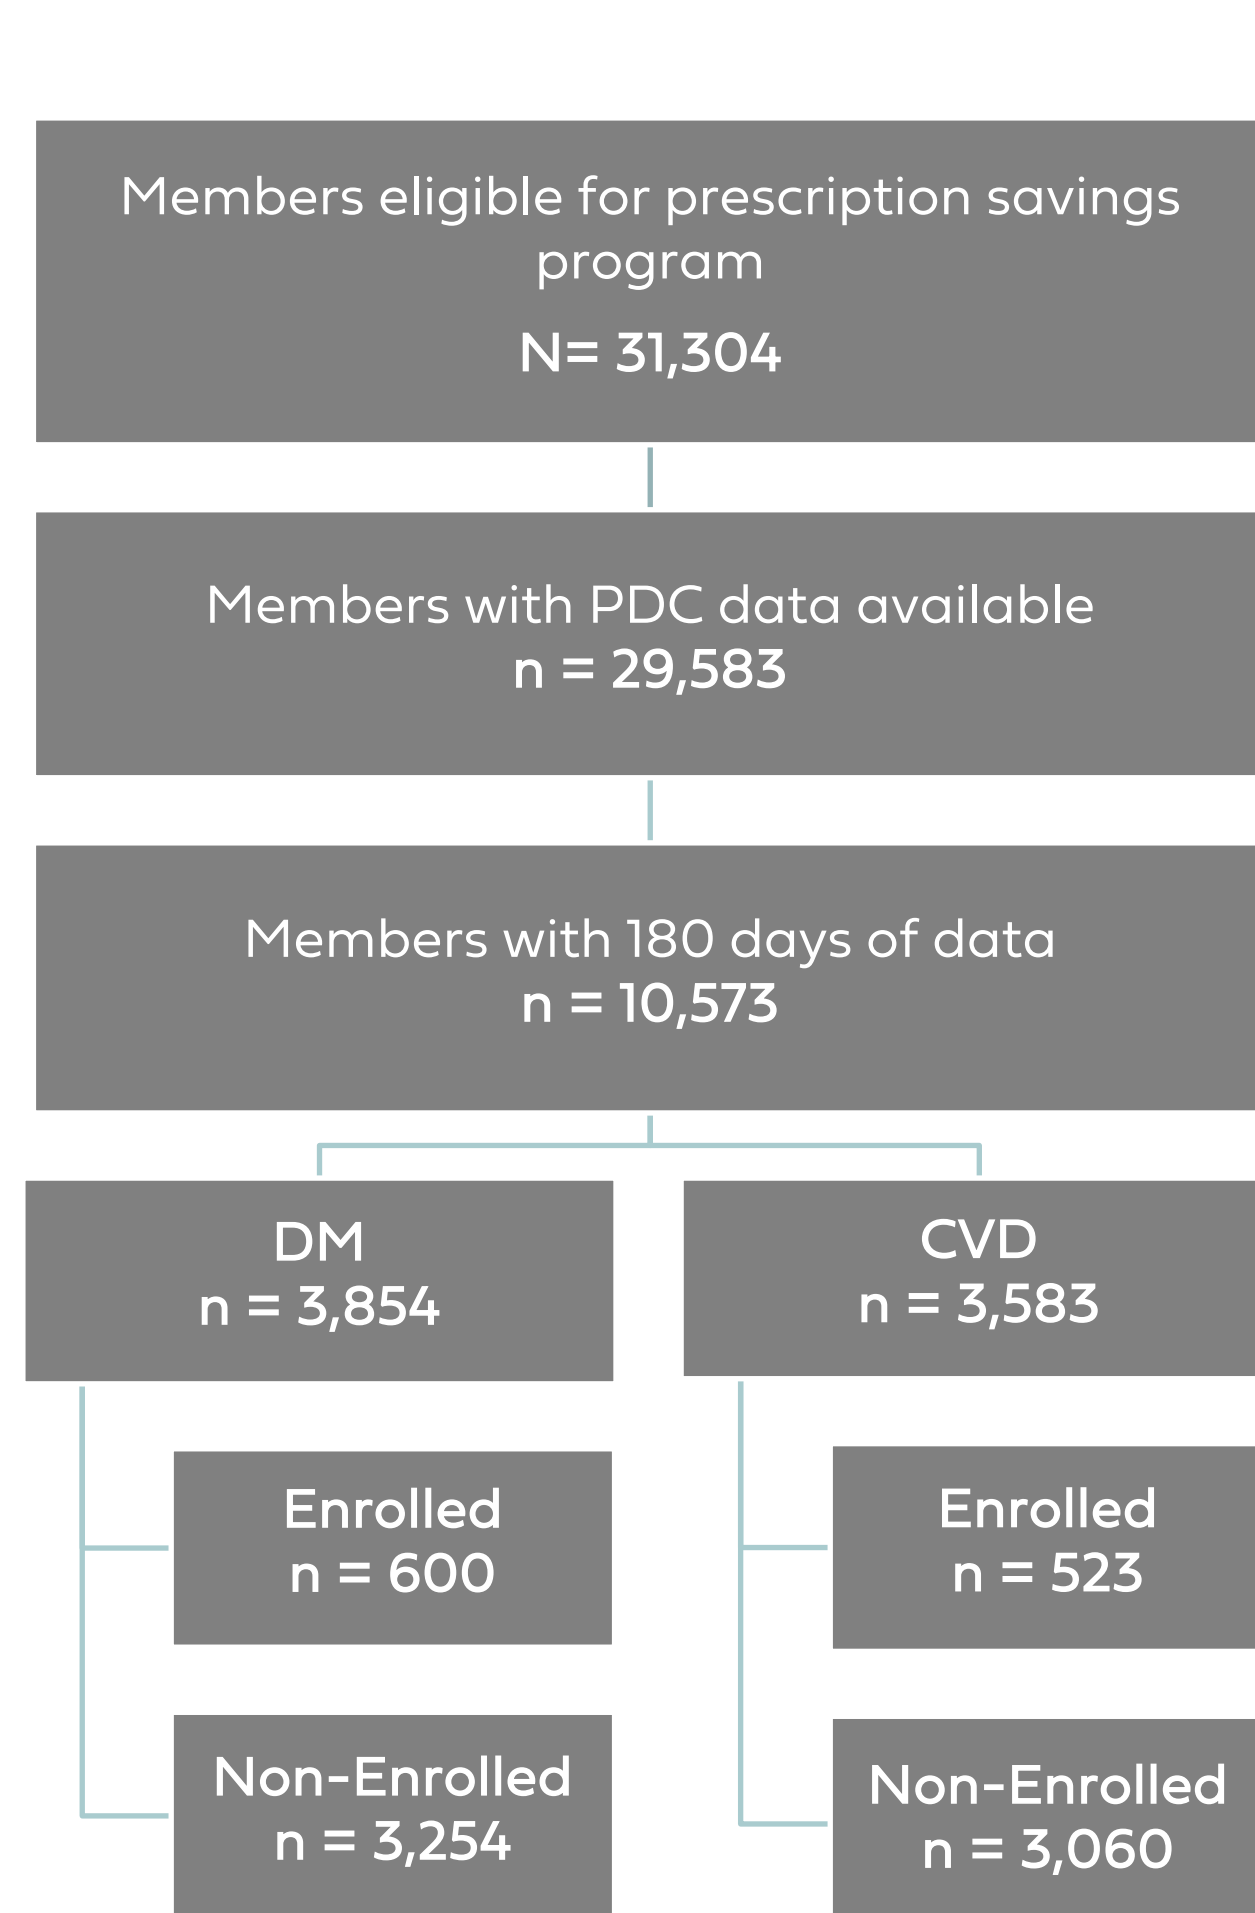 Members eligible for prescription savings
program
N= 31,304
Members with PDC data available
n = 29,583
Members with 180 days of data
n = 10,573
DM
n = 3,854
CVD
n = 3,583
Enrolled
n = 600
Enrolled
n = 523
Non-Enrolled
n = 3,254
Non-Enrolled
n = 3,060